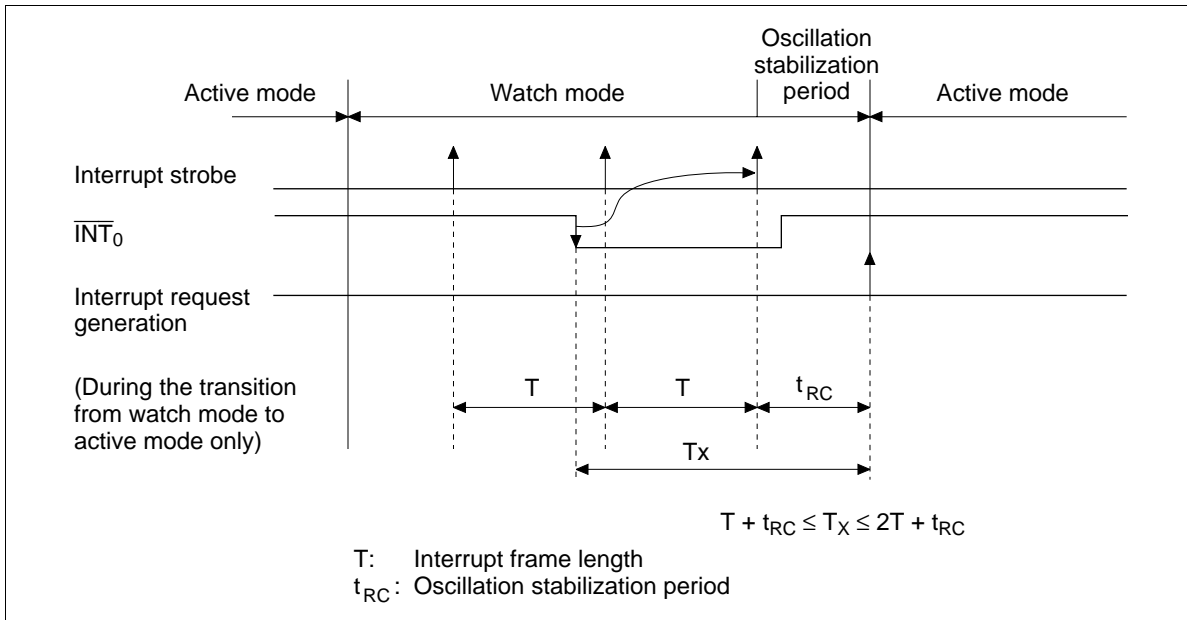 Oscillation
stabilization
period
Active mode
Watch mode
Active mode
Interrupt strobe
INT0
Interrupt request
generation
(During the transition
from watch mode to
active mode only)
T
T
tRC
Tx
T + tRC ≤ TX ≤ 2T + tRC
T: Interrupt frame length
tRC: Oscillation stabilization period